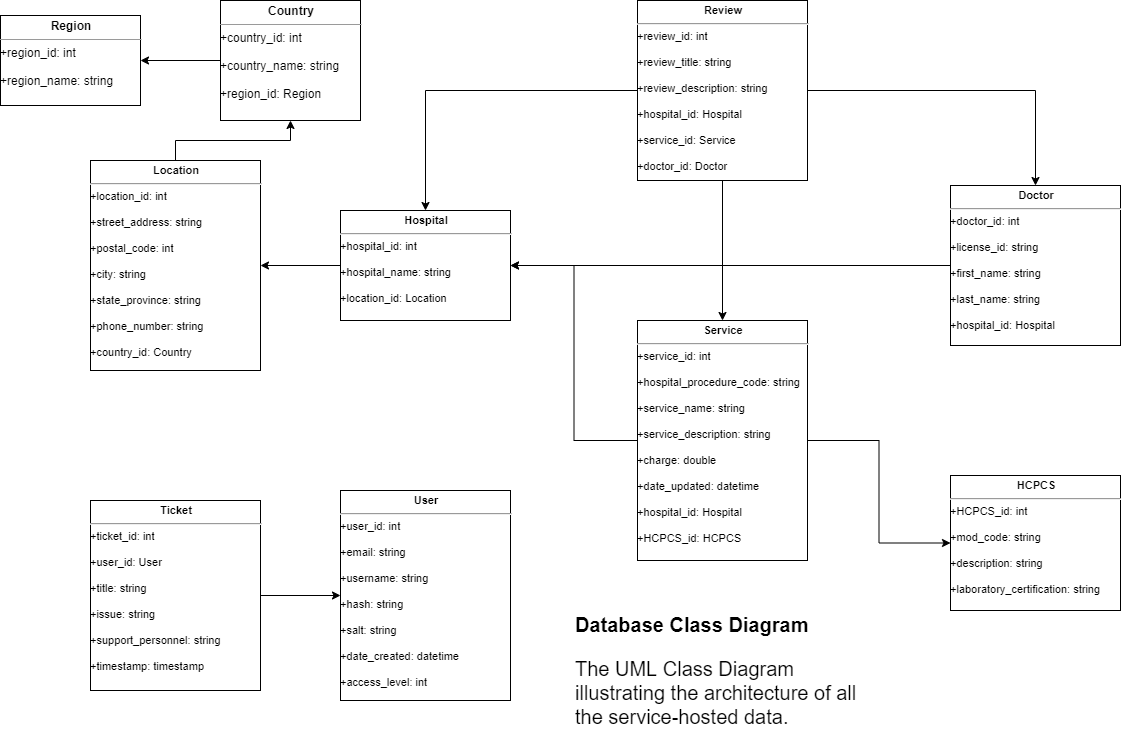 Region
+region_id: int
+region_name: string
Country
+country_id: int
+country_name: string
+region_id: Region
Review
+review_id: int
+review_title: string
+review_description: string
+hospital_id: Hospital
+service_id: Service
+doctor_id: Doctor
Location
+location_id: int
+street_address: string
+postal_code: int
+city: string
+state_province: string
+phone_number: string
+country_id: Country
Hospital
+hospital_id: int
+hospital_name: string
+location_id: Location
Doctor
+doctor_id: int
+license_id: string
+first_name: string
+last_name: string
+hospital_id: Hospital
Service
+service_id: int
+hospital_procedure_code: string
+service_name: string
+service_description: string
+charge: double
+date_updated: datetime
+hospital_id: Hospital
+HCPCS_id: HCPCS
HCPCS
+HCPCS_id: int
+mod_code: string
+description: string
+laboratory_certification: string
Ticket
+ticket_id: int
+user_id: User
+title: string
+issue: string
+support_personnel: string
+timestamp: timestamp
User
+user_id: int
+email: string
+username: string
+hash: string
+salt: string
+date_created: datetime
+access_level: int
Database Class Diagram
The UML Class Diagram
illustrating the architecture of all
the service-hosted data.